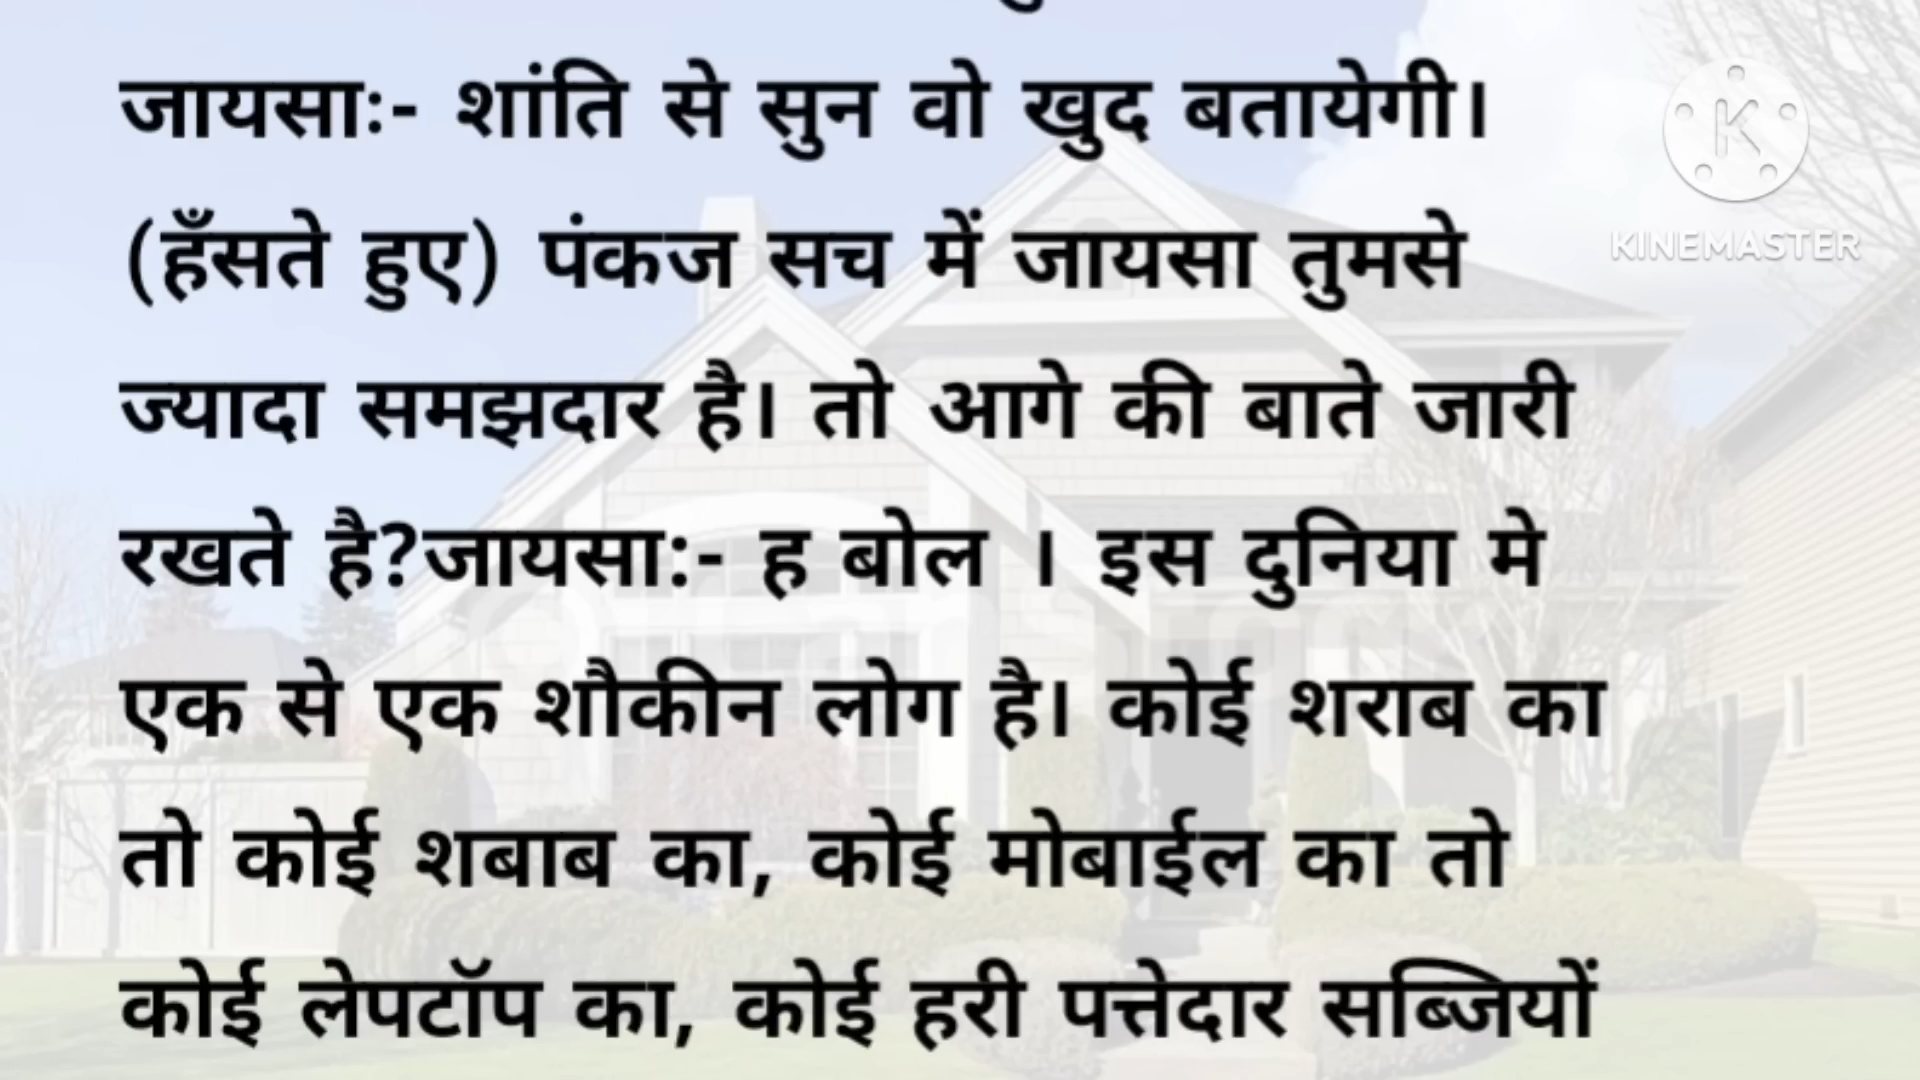 जायसाः- शांति से सुन वो खुद बतायेगी।
(हँसते हुए) पंकज सच में जायसा तुमसे
ज्यादा समझदार है। तो आगे की बाते जारी
रखते है?जायसा:- ह बोल । इस दुनिया मे
एक से एक शौकीन लोग है। कोई शराब का
तो कोई शबाब का, कोई मोबाईल का तो
कोई लेपटॉप का, कोई हरी पत्तेदार सब्जियों
K
KINEMASTER